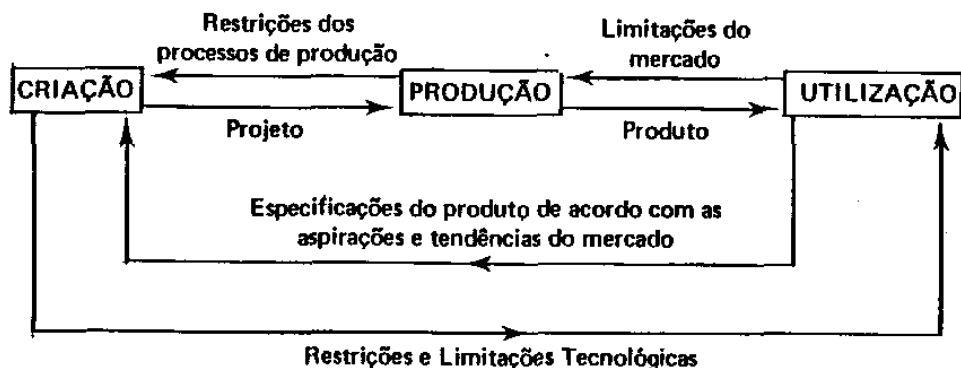 Restrições dos
processos de produção
Limitações do
mercado
CRIAÇÃO
PRODUÇÃO
UTILIZAÇÃO
Projeto
Produto
Especificações do produto de acordo com as
aspirações e tendências do mercado
Restrições e Limitações Tecnológicas